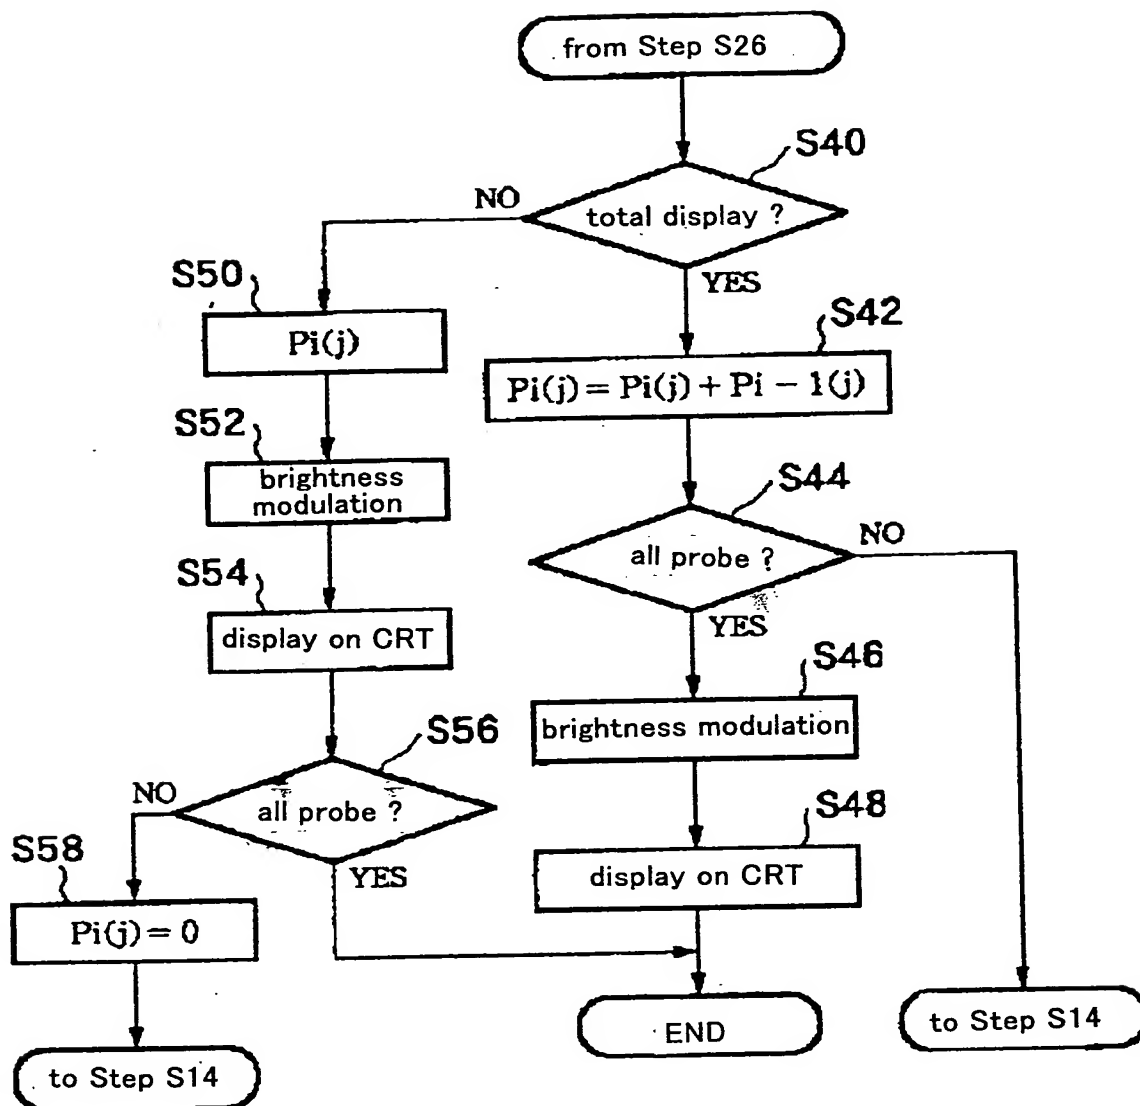 from Step S26
S40
total display ?
NO
YES
S50
Pi(j)
S42
Pi(j) = Pi(j) + Pi - 1(j)
S52
brightness
modulation
S44
all probe ?
NO
YES
S54
display on CRT
S46
brightness modulation
S56
all probe ?
NO
YES
S48
display on CRT
S58
Pi(j) = 0
to Step S14
END
to Step S14